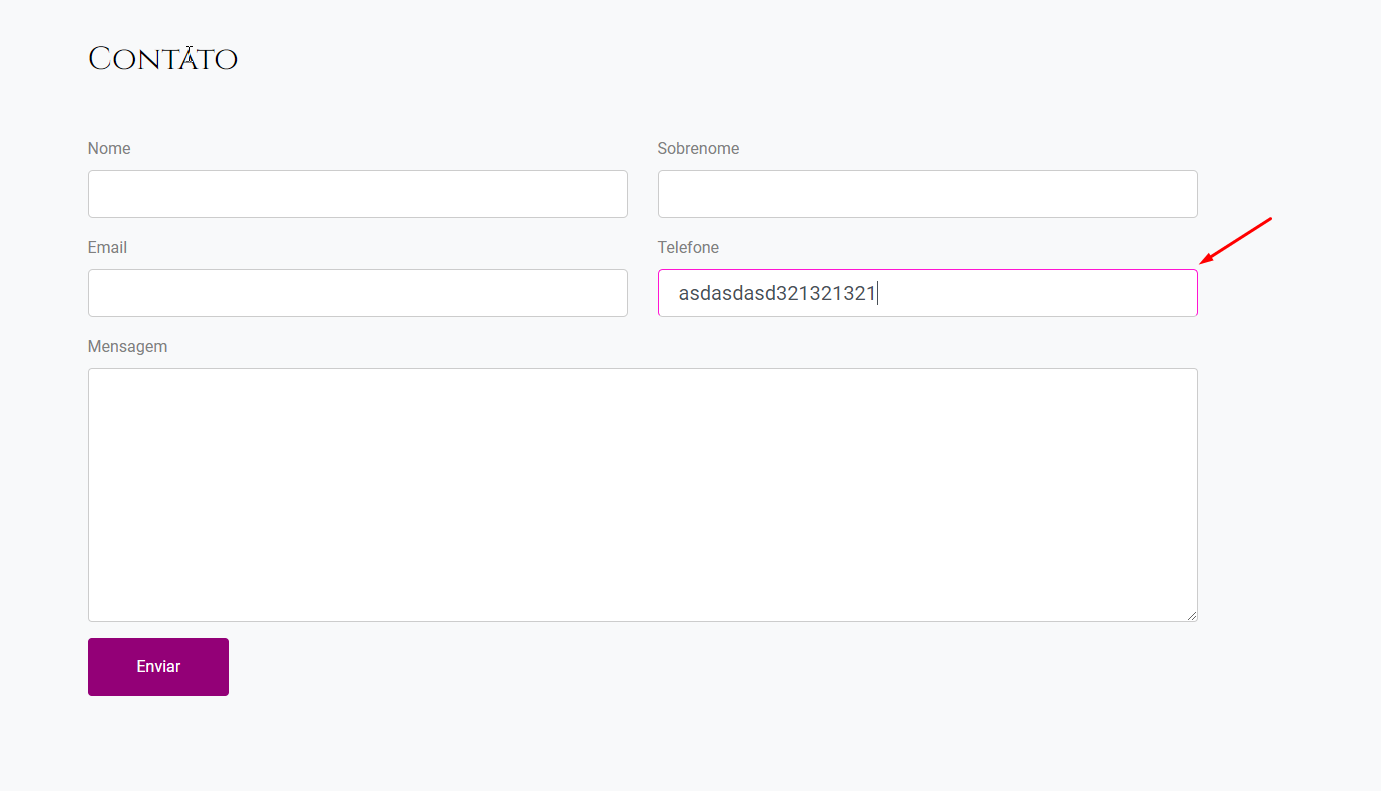 Contato
Nome
Sobrenome
Email
Telefone
asdasdasd321321321
Mensagem
Enviar